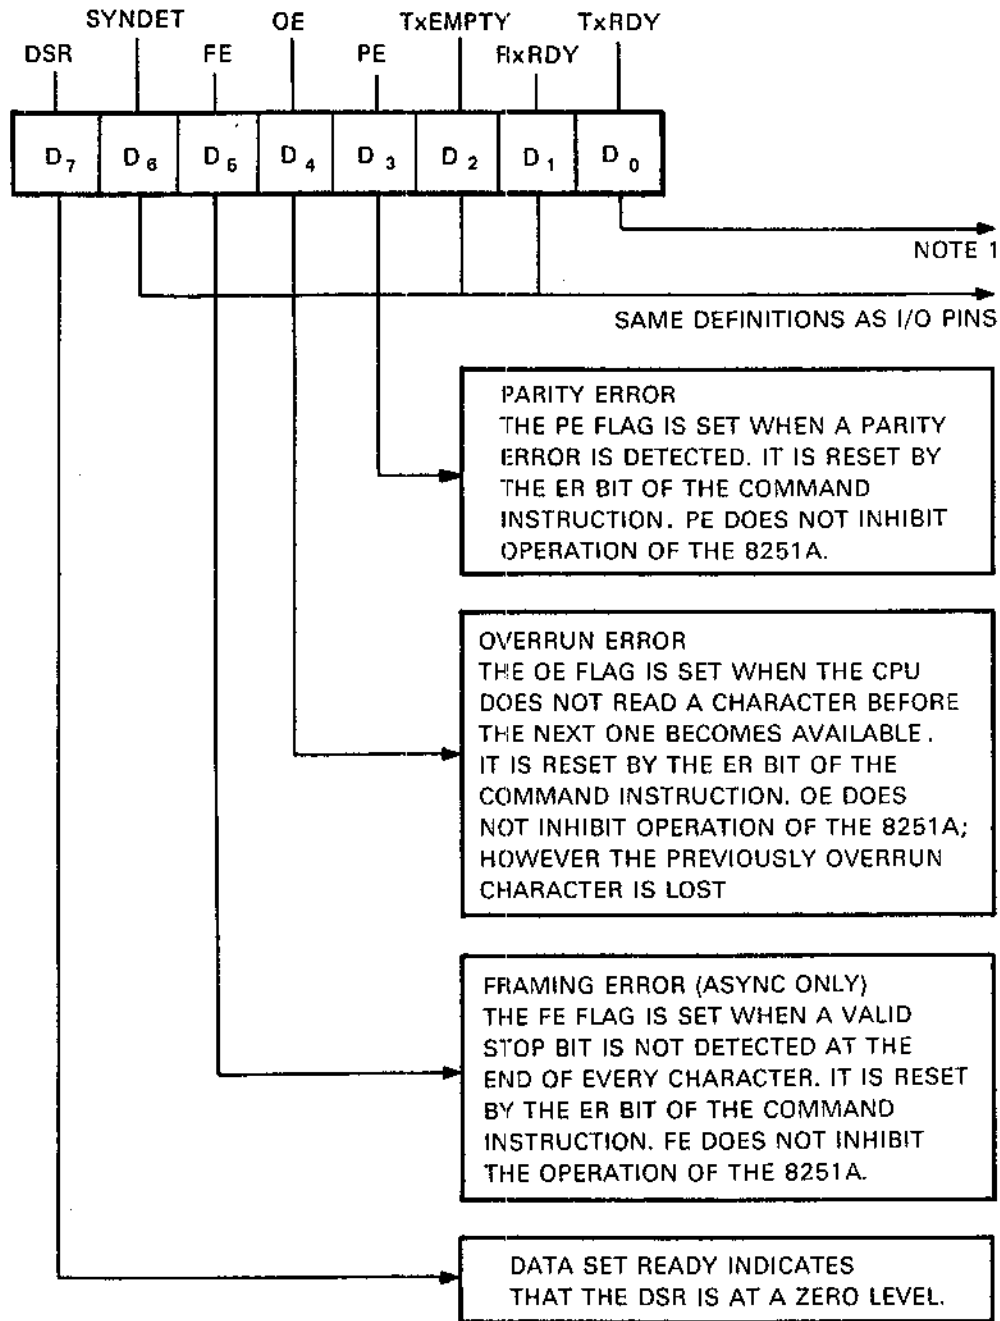 SYNDET OE TxEMPTY TxRDY
DSR FE PE RxRDY
D7 D6 D5 D4 D3 D2 D1 D0
NOTE 1
SAME DEFINITIONS AS I/O PINS
PARITY ERROR
THE PE FLAG IS SET WHEN A PARITY
ERROR IS DETECTED. IT IS RESET BY
THE ER BIT OF THE COMMAND
INSTRUCTION. PE DOES NOT INHIBIT
OPERATION OF THE 8251A.
OVERRUN ERROR
THE OE FLAG IS SET WHEN THE CPU
DOES NOT READ A CHARACTER BEFORE
THE NEXT ONE BECOMES AVAILABLE.
IT IS RESET BY THE ER BIT OF THE
COMMAND INSTRUCTION. OE DOES
NOT INHIBIT OPERATION OF THE 8251A;
HOWEVER THE PREVIOUSLY OVERRUN
CHARACTER IS LOST
FRAMING ERROR (ASYNC ONLY)
THE FE FLAG IS SET WHEN A VALID
STOP BIT IS NOT DETECTED AT THE
END OF EVERY CHARACTER. IT IS RESET
BY THE ER BIT OF THE COMMAND
INSTRUCTION. FE DOES NOT INHIBIT
THE OPERATION OF THE 8251A.
DATA SET READY INDICATES
THAT THE DSR IS AT A ZERO LEVEL.